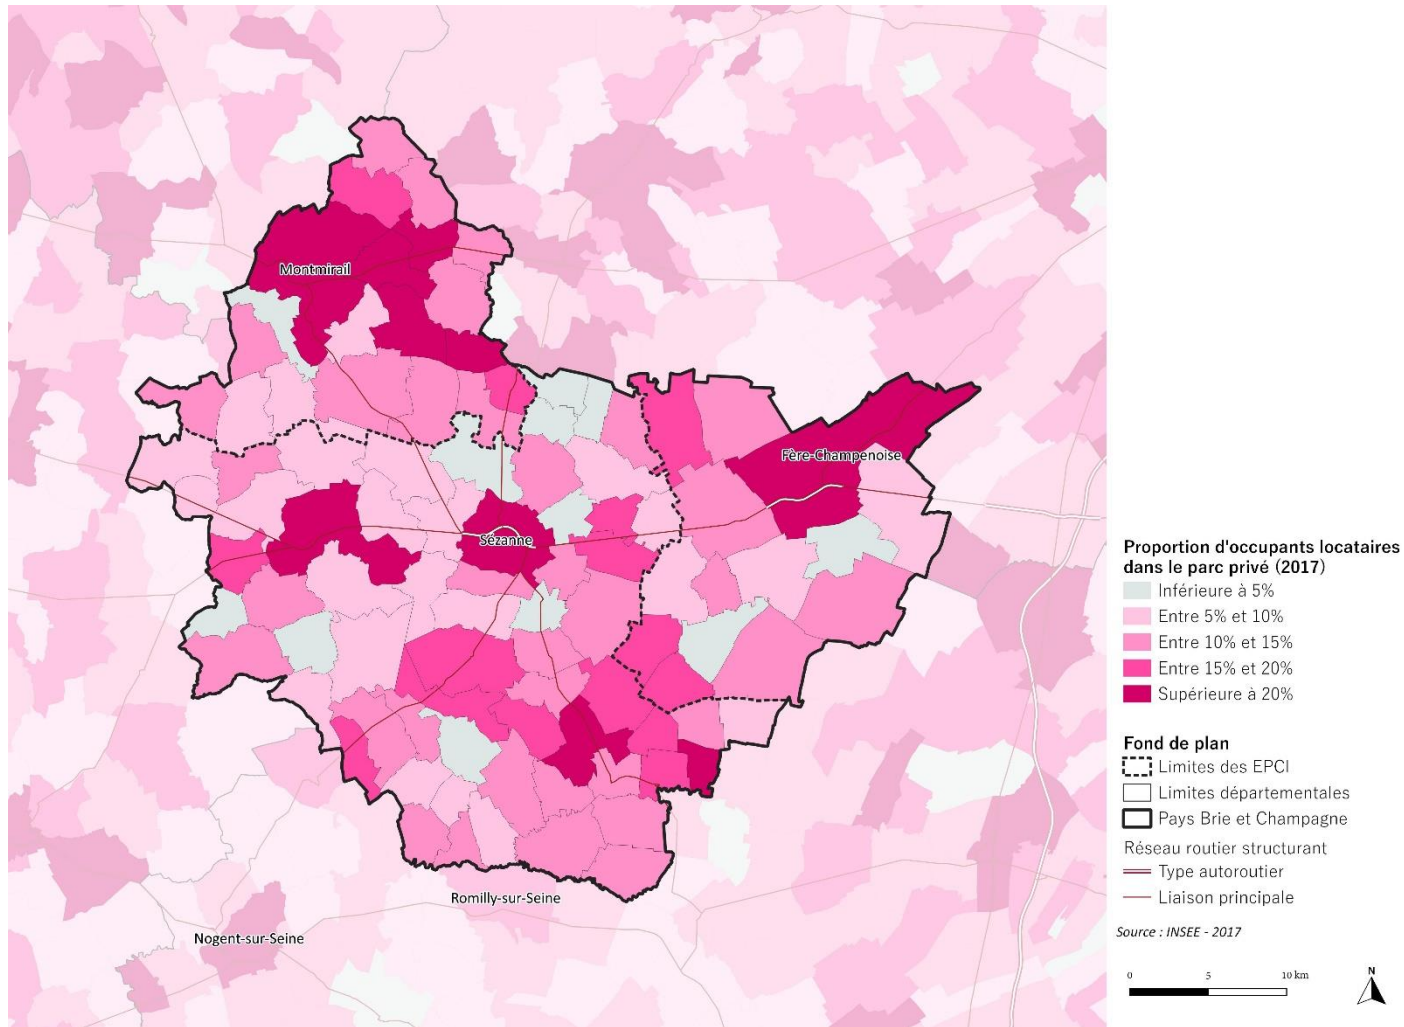 Montmirail
Fère-Champenoise
Sézanne
Romilly-sur-Seine
Nogent-sur-Seine
Proportion d'occupants locataires
dans le parc privé (2017)
Inférieure à 5%
Entre 5% et 10%
Entre 10% et 15%
Entre 15% et 20%
Supérieure à 20%
Fond de plan
Limites des EPCI
Limites départementales
Pays Brie et Champagne
Réseau routier structurant
Type autoroutier
Liaison principale
Source : INSEE - 2017
0 5 10 km
N